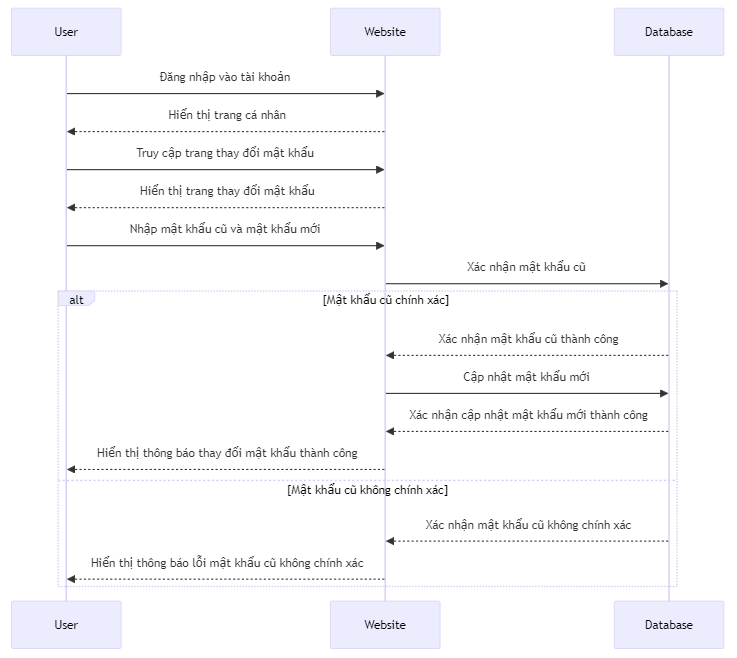 User
Website
Database
Đăng nhập vào tài khoản
Hiển thị trang cá nhân
Truy cập trang thay đổi mật khẩu
Hiển thị trang thay đổi mật khẩu
Nhập mật khẩu cũ và mật khẩu mới
Xác nhận mật khẩu cũ
alt
[Mật khẩu cũ chính xác]
Xác nhận mật khẩu cũ thành công
Cập nhật mật khẩu mới
Xác nhận cập nhật mật khẩu mới thành công
Hiển thị thông báo thay đổi mật khẩu thành công
[Mật khẩu cũ không chính xác]
Xác nhận mật khẩu cũ không chính xác
Hiển thị thông báo lỗi mật khẩu cũ không chính xác
User
Website
Database